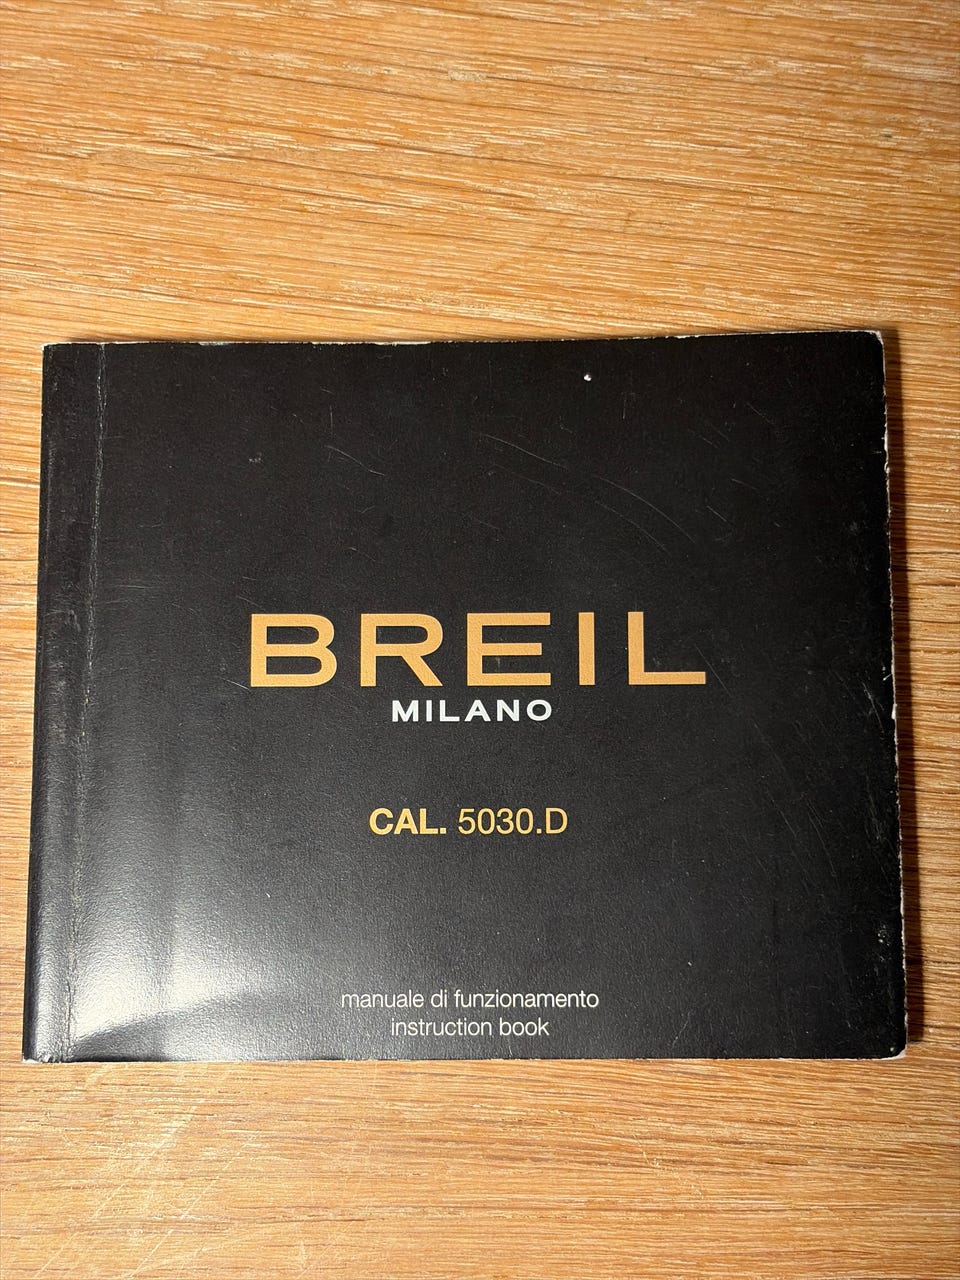 BREIL
MILANO
CAL. 5030.D
manuale di funzionamento
instruction book